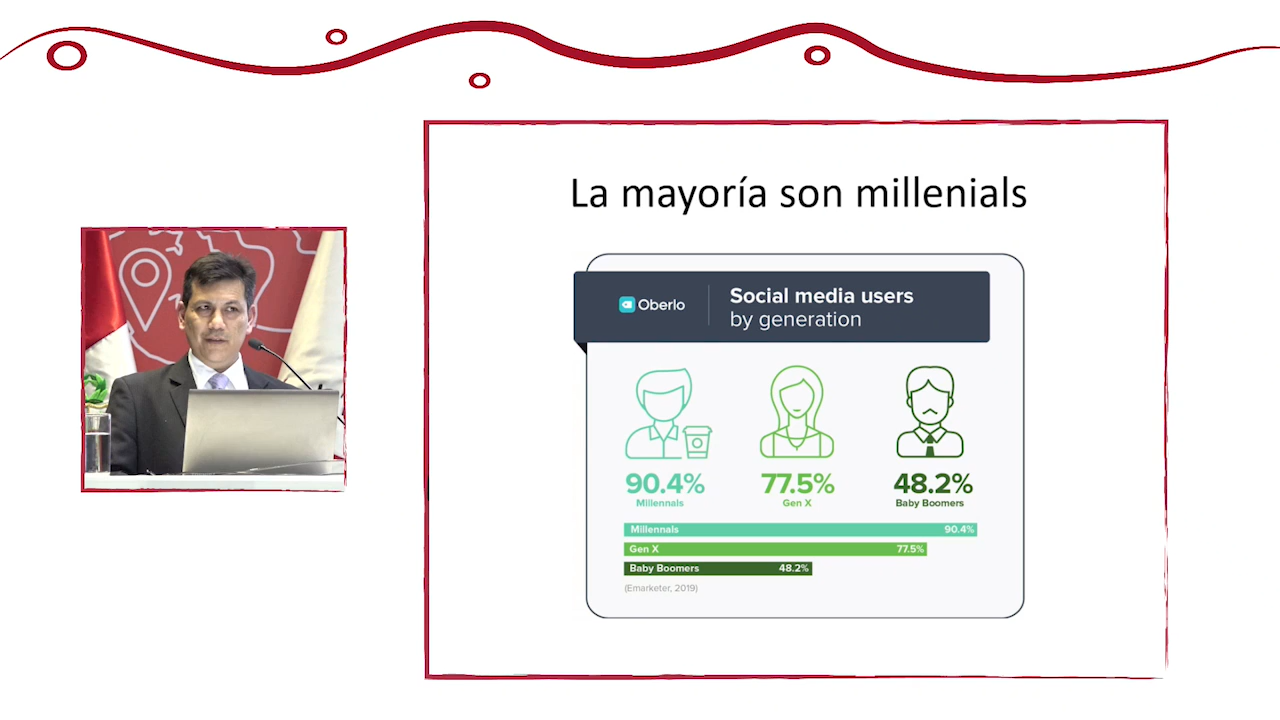 La mayoría son millenials
Oberlo
Social media users
by generation
90.4%
Millennals
77.5%
Gen X
48.2%
Baby Boomers
Millennals 90.4%
Gen X 77.5%
Baby Boomers 48.2%
(Emarketer, 2019)